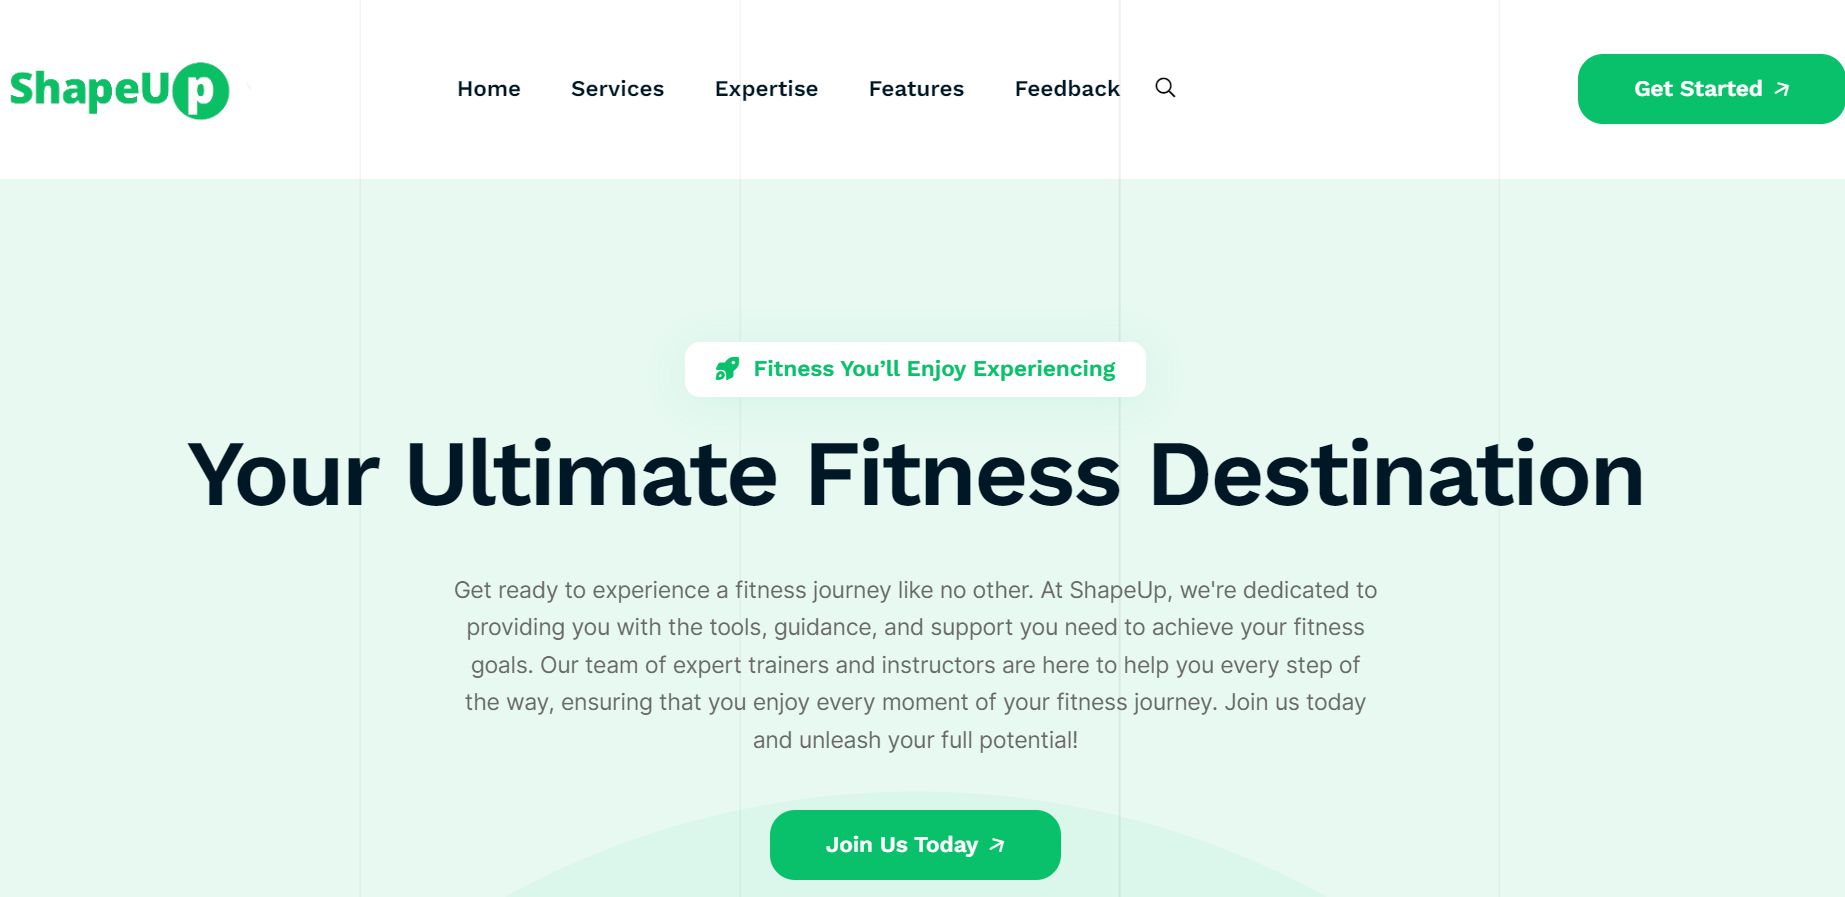 ShapeUp
Home Services Expertise Features Feedback
Get Started
Fitness You’ll Enjoy Experiencing
Your Ultimate Fitness Destination
Get ready to experience a fitness journey like no other. At ShapeUp, we're dedicated to
providing you with the tools, guidance, and support you need to achieve your fitness
goals. Our team of expert trainers and instructors are here to help you every step of
the way, ensuring that you enjoy every moment of your fitness journey. Join us today
and unleash your full potential!
Join Us Today